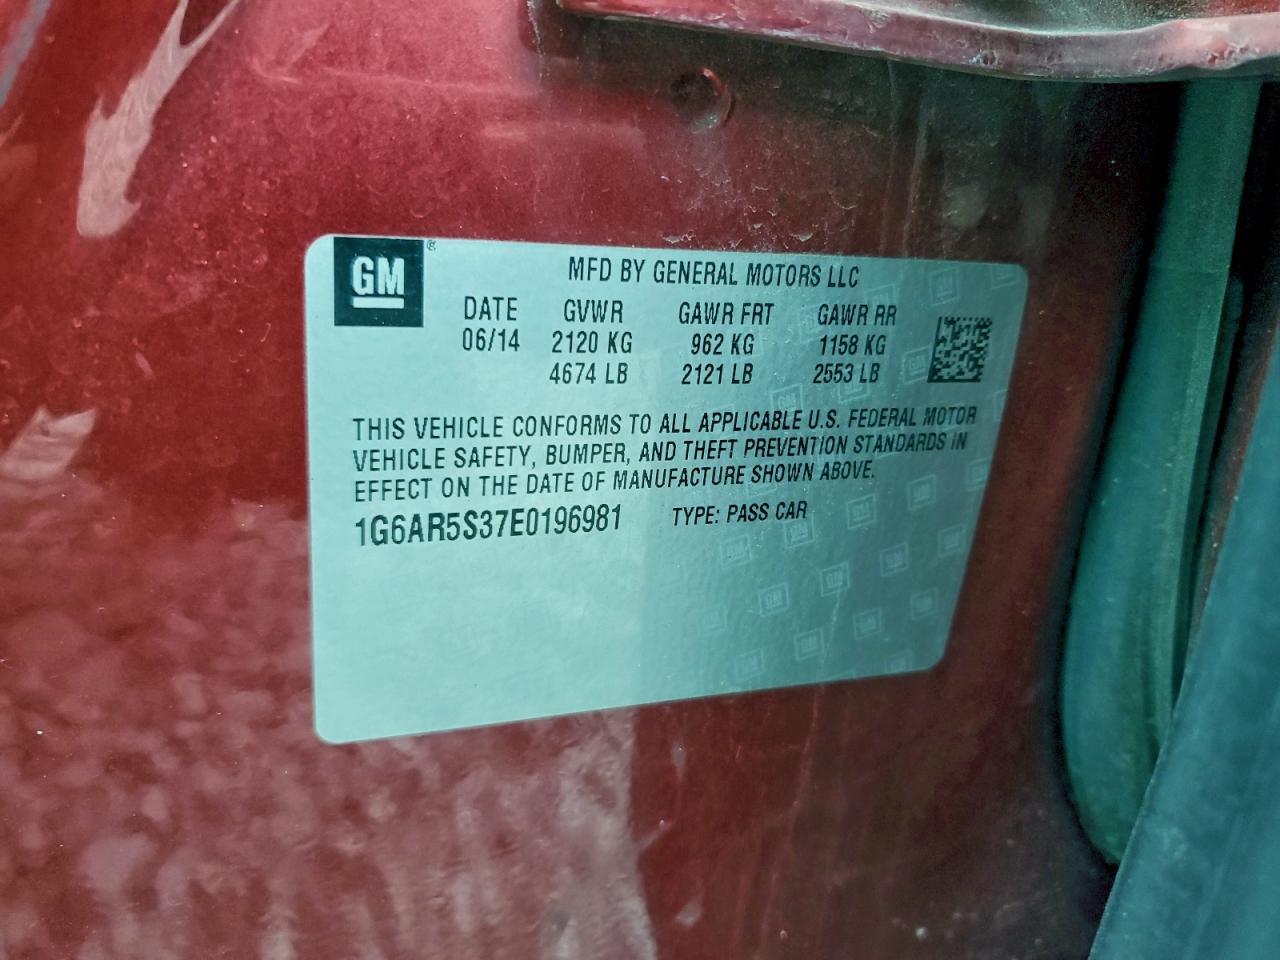 GM®
MFD BY GENERAL MOTORS LLC
DATE GVWR GAWR FRT GAWR RR
06/14 2120 KG 962 KG 1158 KG
4674 LB 2121 LB 2553 LB
THIS VEHICLE CONFORMS TO ALL APPLICABLE U.S. FEDERAL MOTOR
VEHICLE SAFETY, BUMPER, AND THEFT PREVENTION STANDARDS IN
EFFECT ON THE DATE OF MANUFACTURE SHOWN ABOVE.
1G6AR5S37E0196981 TYPE: PASS CAR